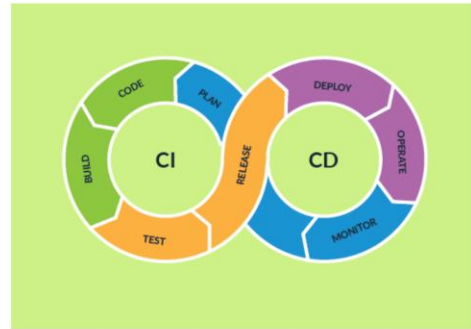 PLAN
CODE
BUILD
TEST
RELEASE
DEPLOY
OPERATE
MONITOR
CI
CD